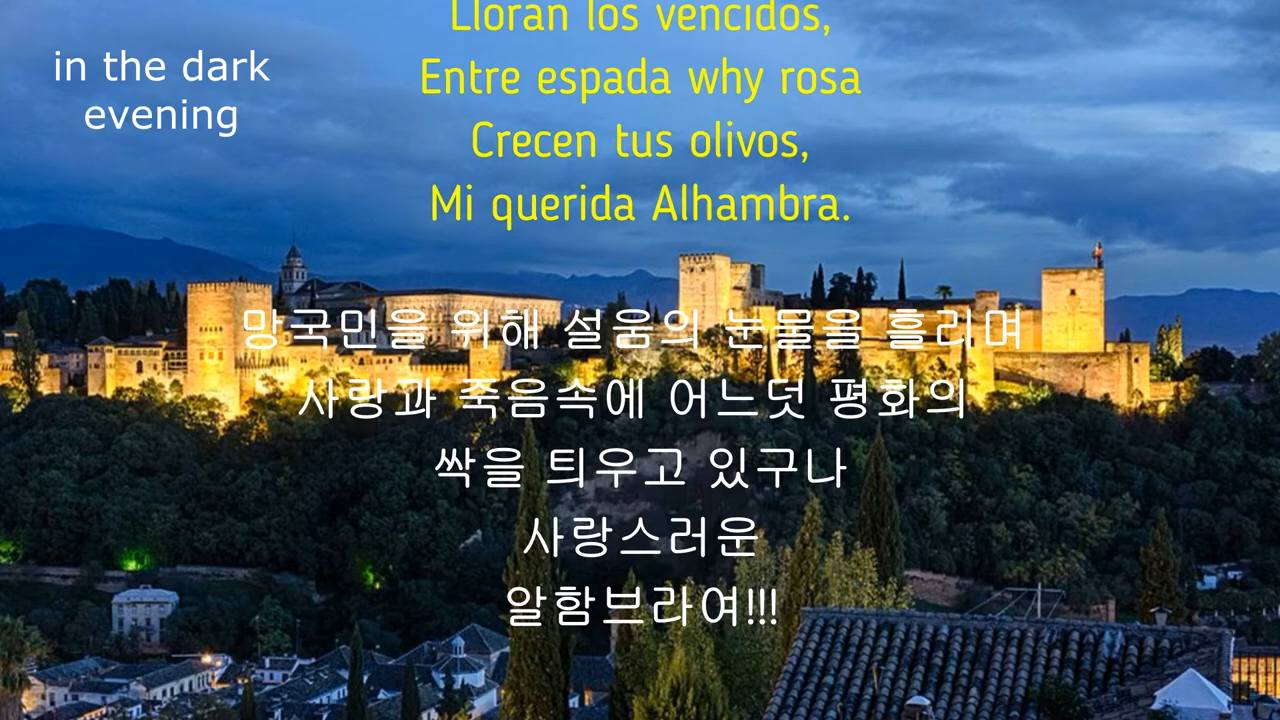 in the dark
evening
Lloran los vencidos,
Entre espada why rosa
Crecen tus olivos,
Mi querida Alhambra.
망국민을 위해 설움의 눈물을 흘리며
사랑과 죽음속에 어느덧 평화의
싹을 틔우고 있구나
사랑스러운
알함브라여!!!